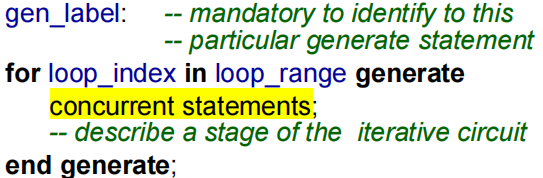 gen_label: -- mandatory to identify to this
-- particular generate statement
for loop_index in loop_range generate
concurrent statements;
-- describe a stage of the iterative circuit
end generate;